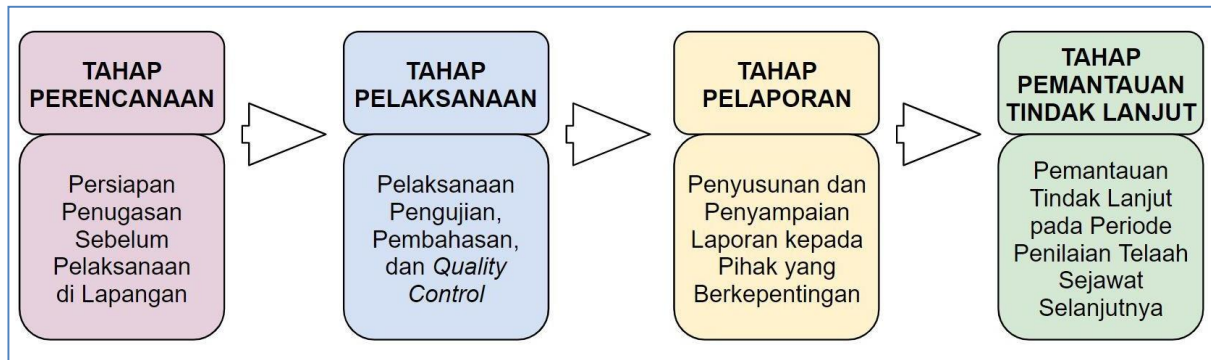 TAHAP
PERENCANAAN
Persiapan
Penugasan
Sebelum
Pelaksanaan
di Lapangan
TAHAP
PELAKSANAAN
Pelaksanaan
Pengujian,
Pembahasan,
dan Quality
Control
TAHAP
PELAPORAN
Penyusunan dan
Penyampaian
Laporan kepada
Pihak yang
Berkepentingan
TAHAP
PEMANTAUAN
TINDAK LANJUT
Pemantauan
Tindak Lanjut
pada Periode
Penilaian Telaah
Sejawat
Selanjutnya